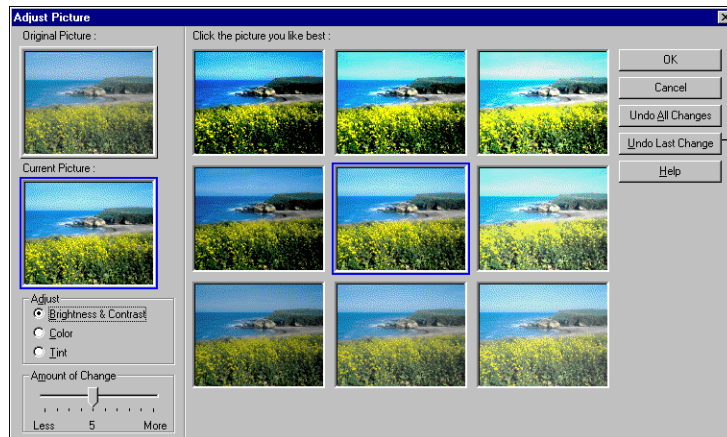 Adjust Picture
Original Picture :
Click the picture you like best :
OK
Cancel
Undo All Changes
Undo Last Change
Help
Current Picture :
Adjust
Brightness & Contrast
Color
Tint
Amount of Change
Less 5 More